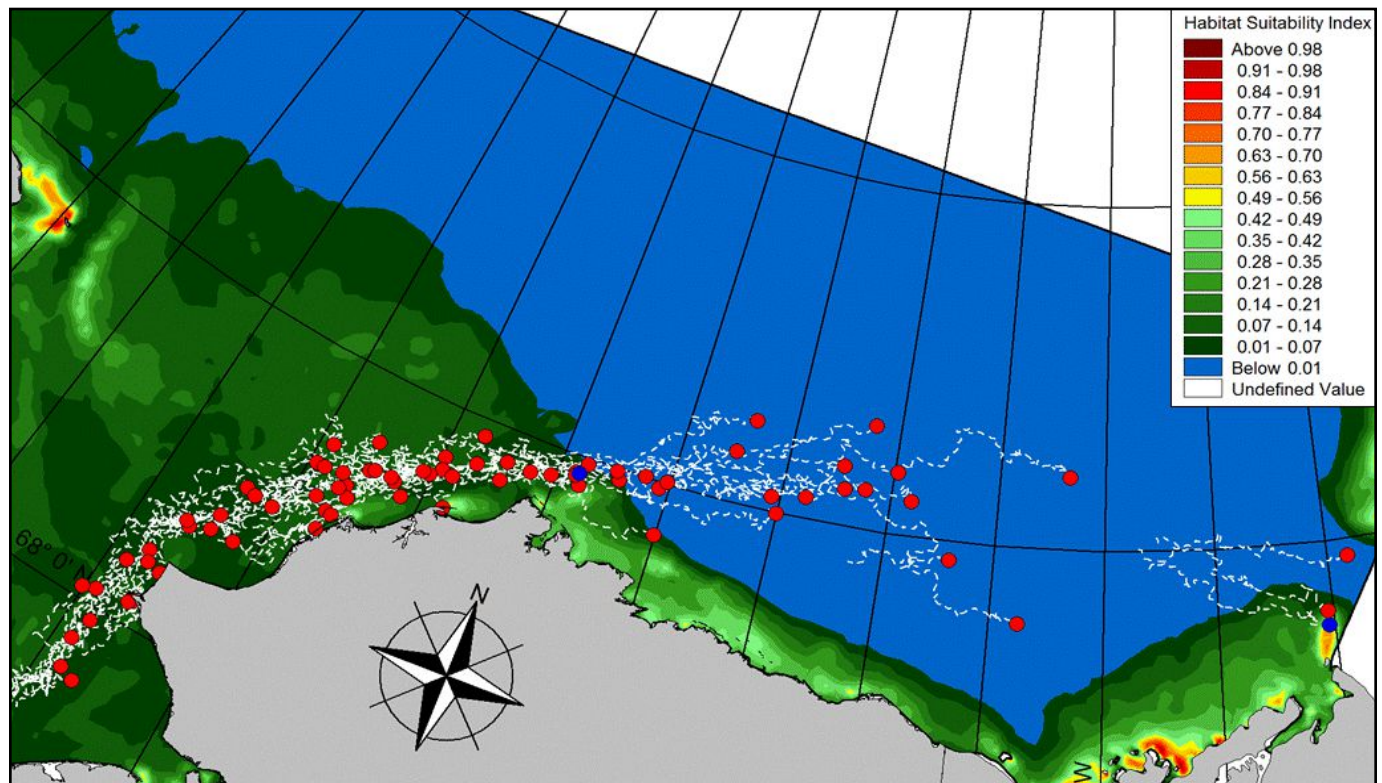 Habitat Suitability Index
Above 0.98
0.91 - 0.98
0.84 - 0.91
0.77 - 0.84
0.70 - 0.77
0.63 - 0.70
0.56 - 0.63
0.49 - 0.56
0.42 - 0.49
0.35 - 0.42
0.28 - 0.35
0.21 - 0.28
0.14 - 0.21
0.07 - 0.14
0.01 - 0.07
Below 0.01
Undefined Value
68° 0' N
N
W